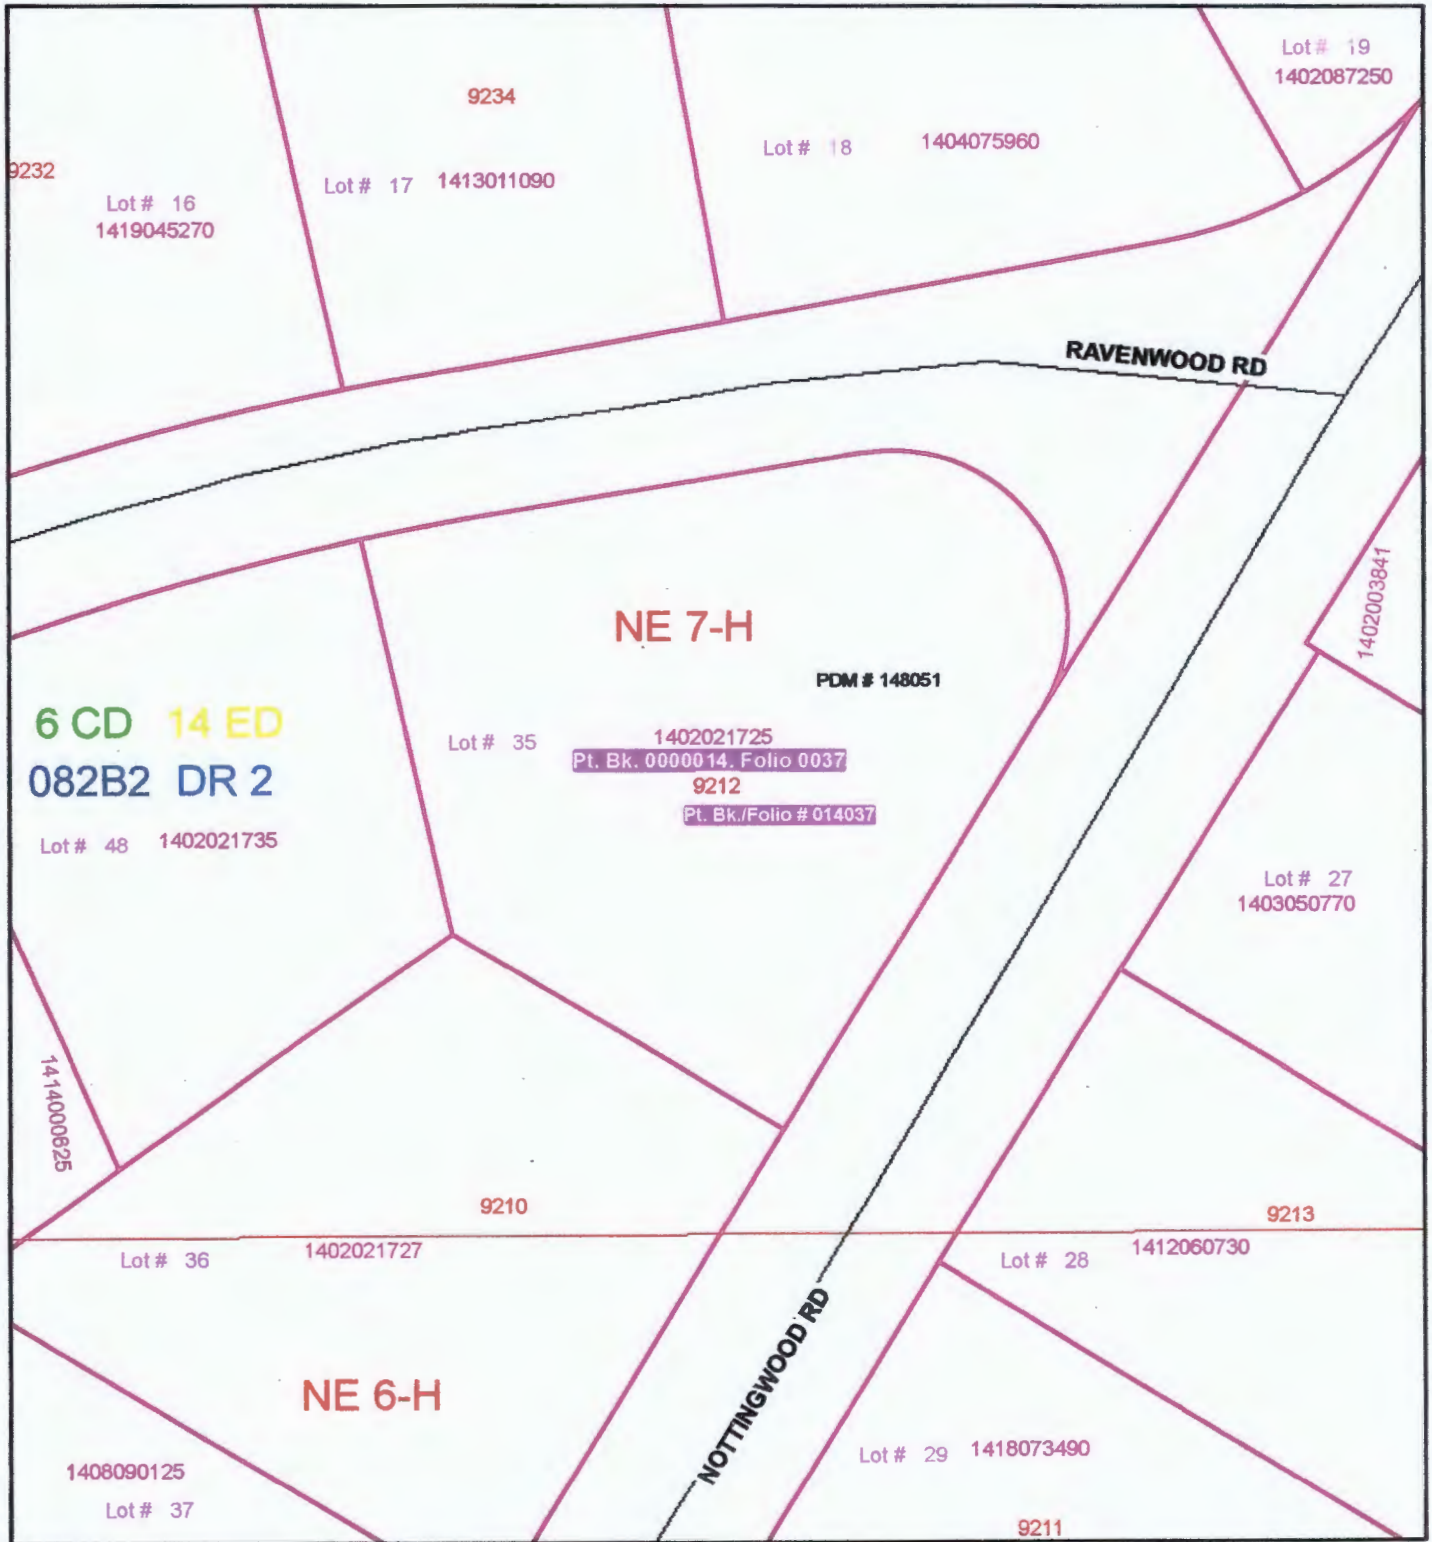 Lot # 19
1402087250
9234
Lot # 18 1404075960
9232
Lot # 17 1413011090
Lot # 16
1419045270
RAVENWOOD RD
1402003841
NE 7-H
PDM # 148051
6 CD 14 ED
082B2 DR 2
Lot # 35 1402021725
Pt. Bk. 0000014. Folio 0037
9212
Pt. Bk./Folio # 014037
Lot # 48 1402021735
Lot # 27
1403050770
1414000625
9210
9213
Lot # 36 1402021727
Lot # 28 1412060730
NOTTINGWOOD RD
NE 6-H
Lot # 29 1418073490
1408090125
Lot # 37
9211